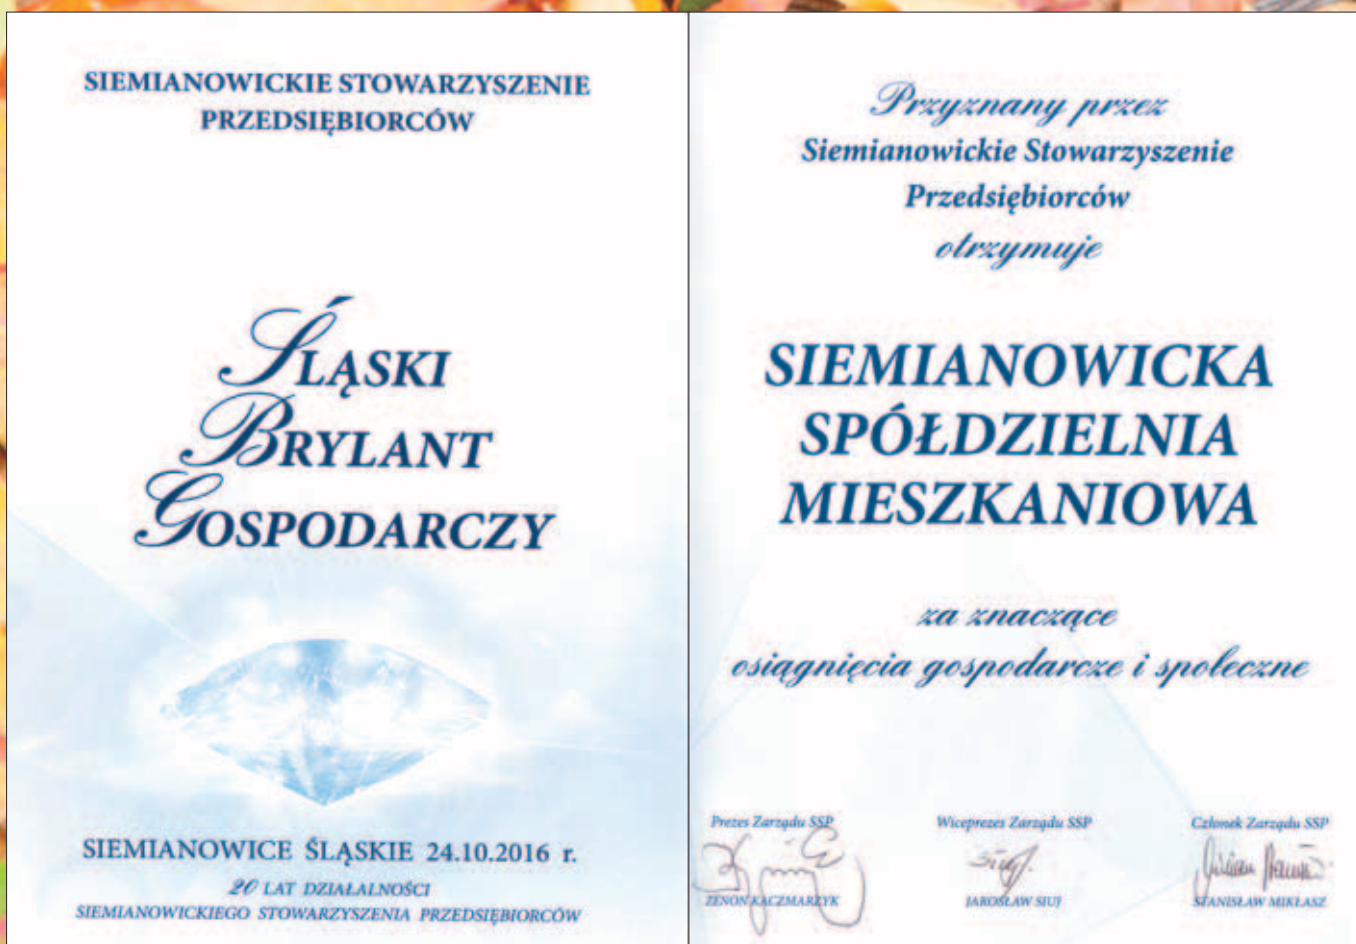 SIEMIANOWICKIE STOWARZYSZENIE
PRZEDSIĘBIORCÓW
ŚLĄSKI
BRYLANT
GOSPODARCZY
SIEMIANOWICE ŚLĄSKIE 24.10.2016 r.
20 LAT DZIAŁALNOŚCI
SIEMIANOWICKIEGO STOWARZYSZENIA PRZEDSIĘBIORCÓW
Przyznany przez
Siemianowickie Stowarzyszenie
Przedsiębiorców
otrzymuje
SIEMIANOWICKA
SPÓŁDZIELNIA
MIESZKANIOWA
za znaczące
osiągnięcia gospodarcze i społeczne
Prezes Zarządu SSP Wiceprezes Zarządu SSP Członek Zarządu SSP
ZENON KACZMARZYK JAROSŁAW SIUJ STANISŁAW MIKŁASZ